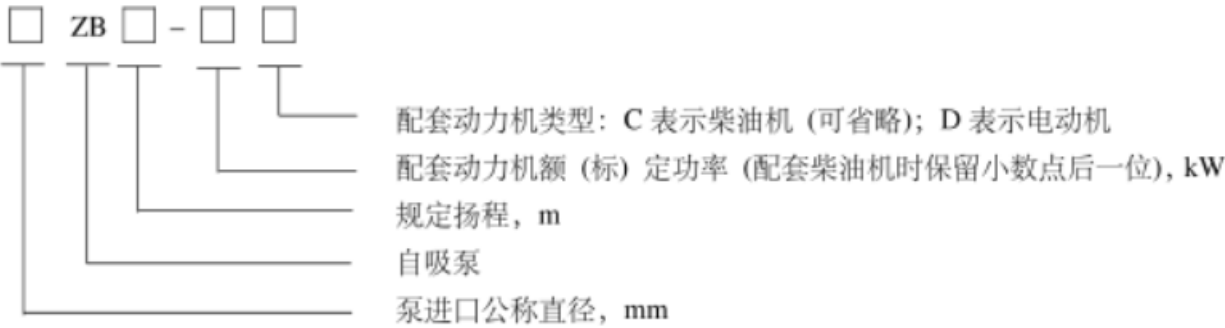 □ ZB □ - □ □
配套动力机类型：C 表示柴油机 (可省略)；D 表示电动机
配套动力机额 (标) 定功率 (配套柴油机时保留小数点后一位)，kW
规定扬程，m
自吸泵
泵进口公称直径，mm